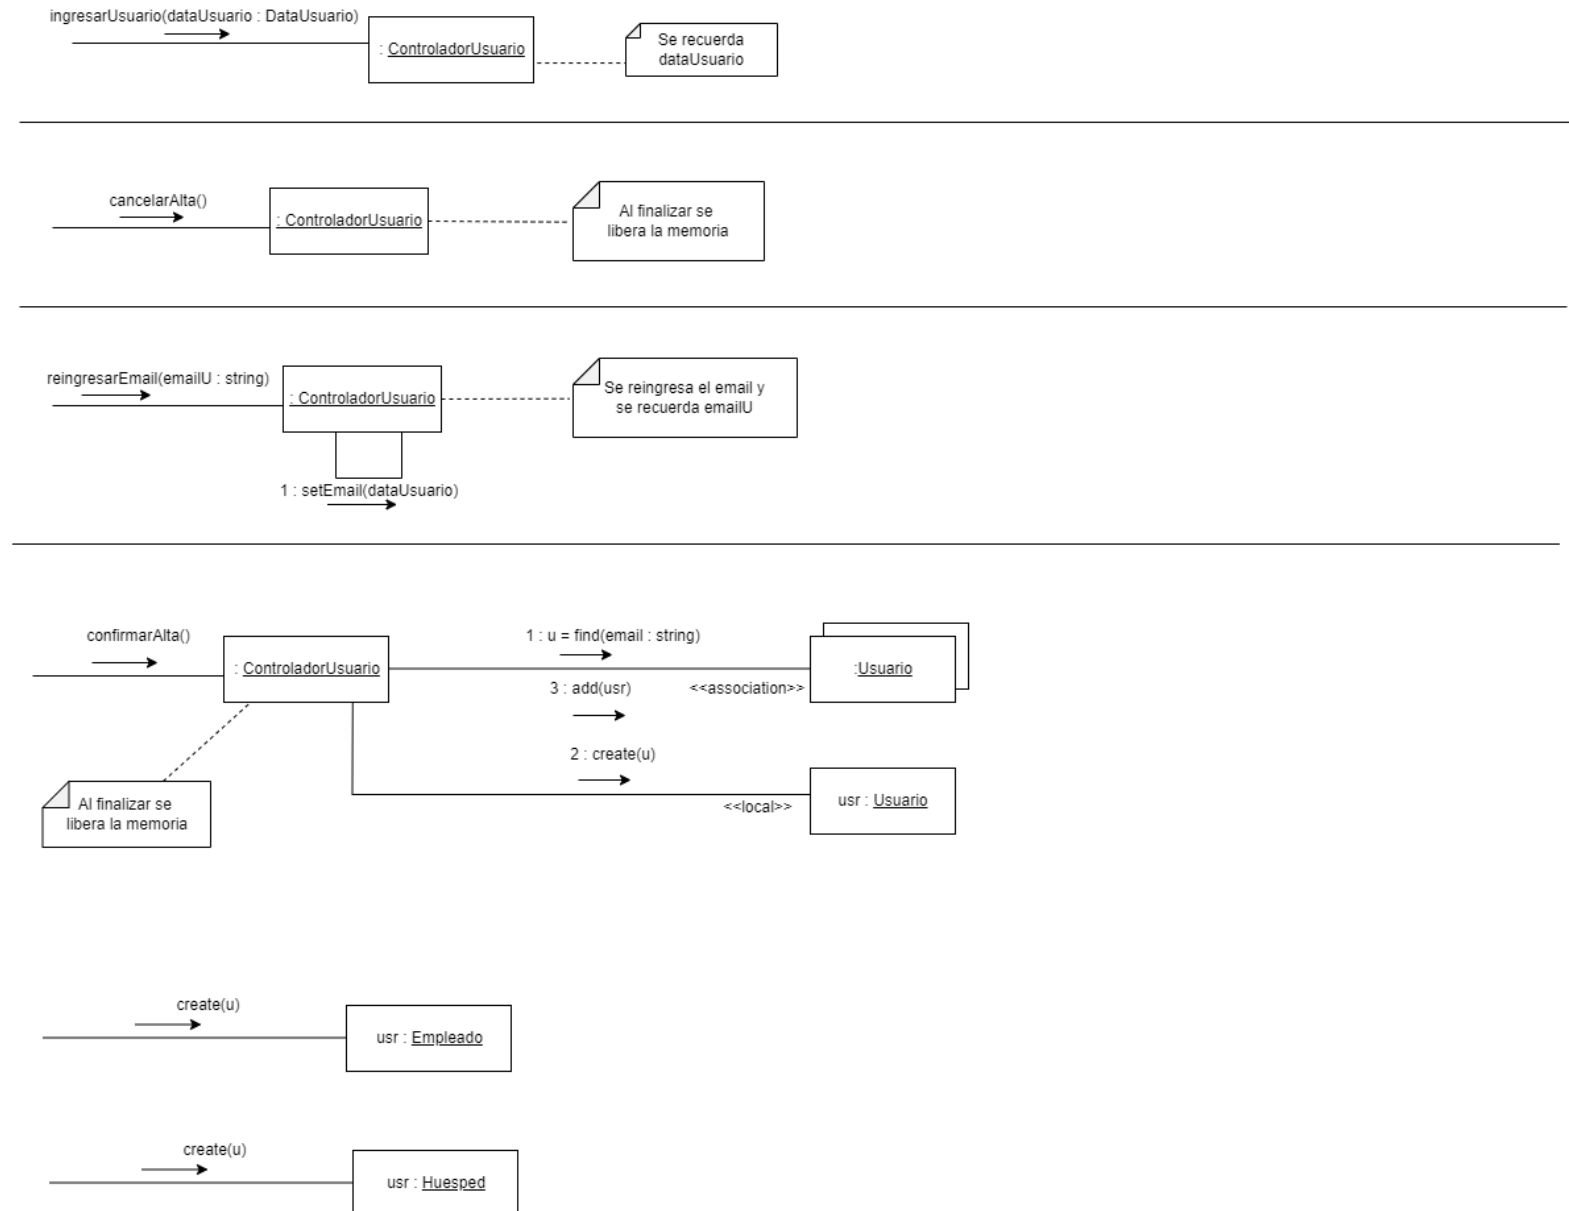 ingresarUsuario(dataUsuario : DataUsuario)
: ControladorUsuario
Se recuerda
dataUsuario
cancelarAlta()
: ControladorUsuario
Al finalizar se
libera la memoria
reingresarEmail(emailU : string)
: ControladorUsuario
Se reingresa el email y
se recuerda emailU
1 : setEmail(dataUsuario)
confirmarAlta()
: ControladorUsuario
1 : u = find(email : string)
:Usuario
3 : add(usr)
<<association>>
2 : create(u)
<<local>>
usr : Usuario
Al finalizar se
libera la memoria
create(u)
usr : Empleado
create(u)
usr : Huesped